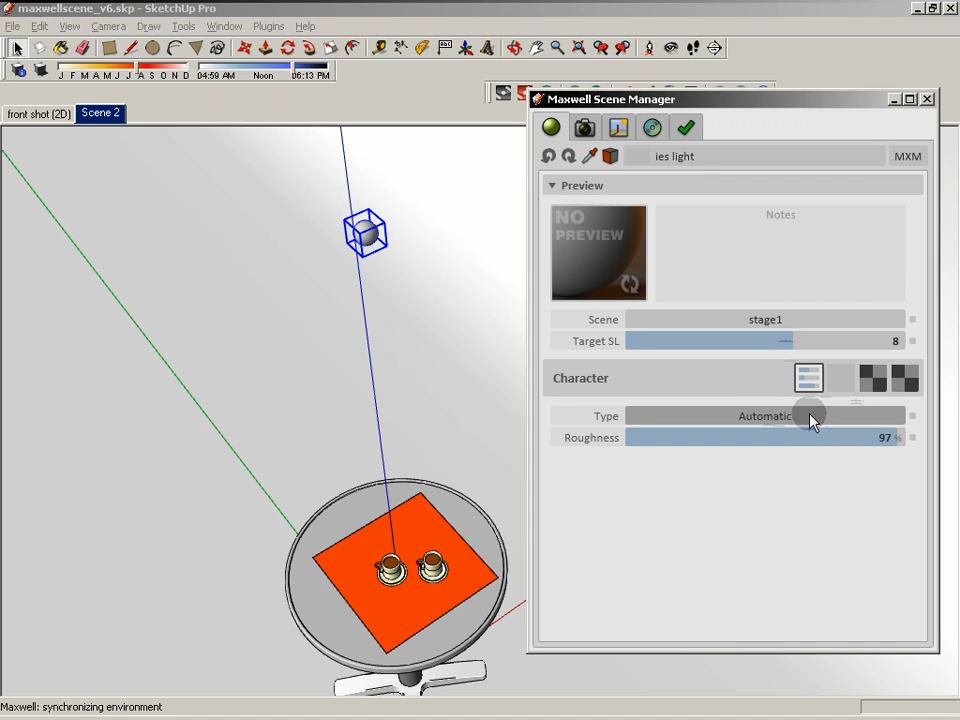 maxwellscene_v6.skp - SketchUp Pro
File Edit View Camera Draw Tools Window Plugins Help
J F M A M J J A S O N D 04:59 AM Noon 06:13 PM
Maxwell Scene Manager
front shot (2D) Scene 2
ies light MXM
Preview
NO PREVIEW
Notes
Scene stage1
Target SL 8
Character
Type Automatic
Roughness 97 %
Maxwell: synchronizing environment